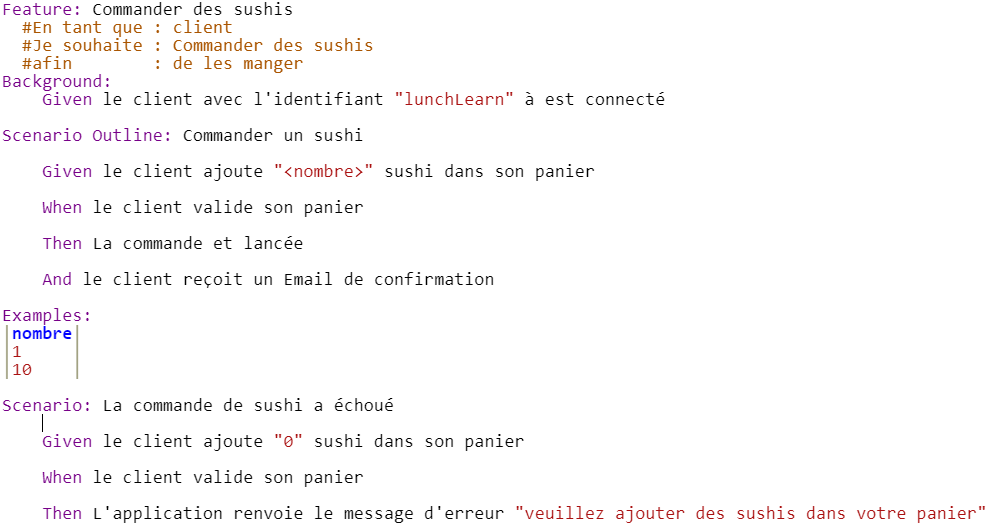 Feature: Commander des sushis
#En tant que : client
#Je souhaite : Commander des sushis
#afin : de les manger
Background:
Given le client avec l'identifiant "lunchLearn" à est connecté
Scenario Outline: Commander un sushi
Given le client ajoute "<nombre>" sushi dans son panier
When le client valide son panier
Then La commande et lancée
And le client reçoit un Email de confirmation
Examples:
|nombre|
|1 |
|10 |
Scenario: La commande de sushi a échoué
Given le client ajoute "0" sushi dans son panier
When le client valide son panier
Then L'application renvoie le message d'erreur "veuillez ajouter des sushis dans votre panier"